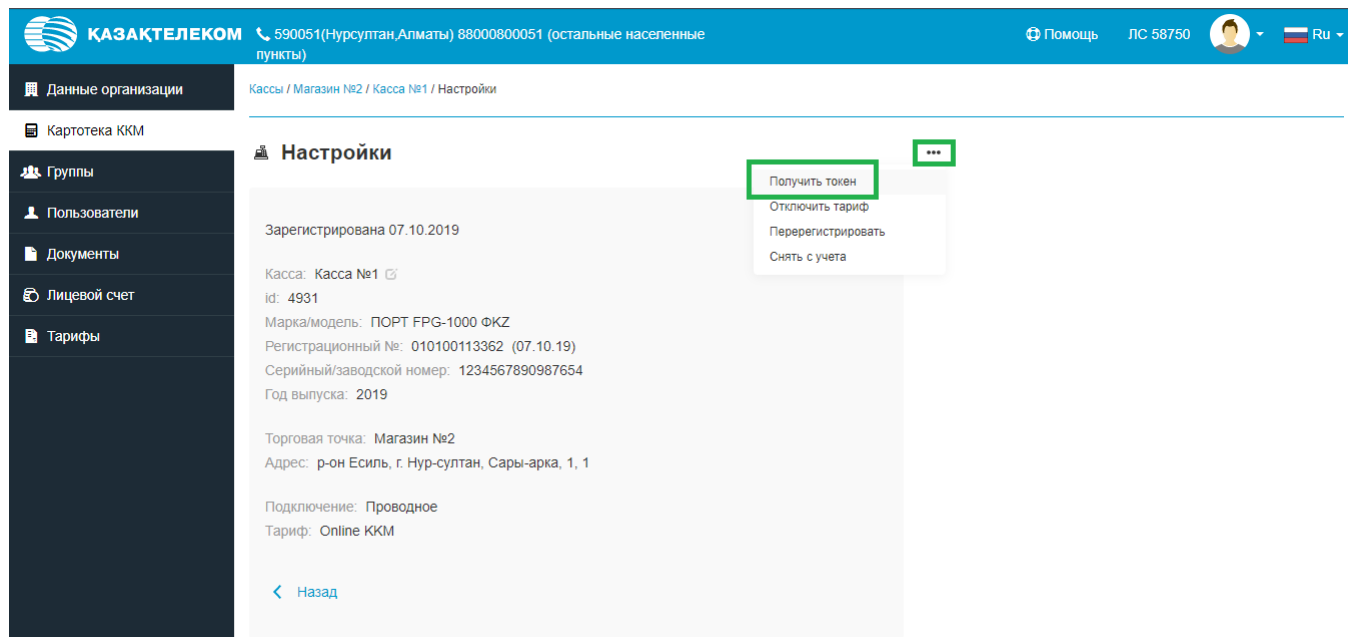 ҚАЗАҚТЕЛЕКОМ
590051(Нурсултан,Алматы) 88000800051 (остальные населенные
пункты)
Помощь
ЛС 58750
Ru
Данные организации
Картотека ККМ
Группы
Пользователи
Документы
Лицевой счет
Тарифы
Кассы / Магазин №2 / Касса №1 / Настройки
Настройки
Получить токен
Отключить тариф
Перерегистрировать
Снять с учета
Зарегистрирована 07.10.2019
Касса: Касса №1
id: 4931
Марка/модель: ПОРТ FPG-1000 ФKZ
Регистрационный №: 010100113362 (07.10.19)
Серийный/заводской номер: 1234567890987654
Год выпуска: 2019
Торговая точка: Магазин №2
Адрес: р-он Есиль, г. Нур-султан, Сары-арка, 1, 1
Подключение: Проводное
Тариф: Online ККМ
Назад